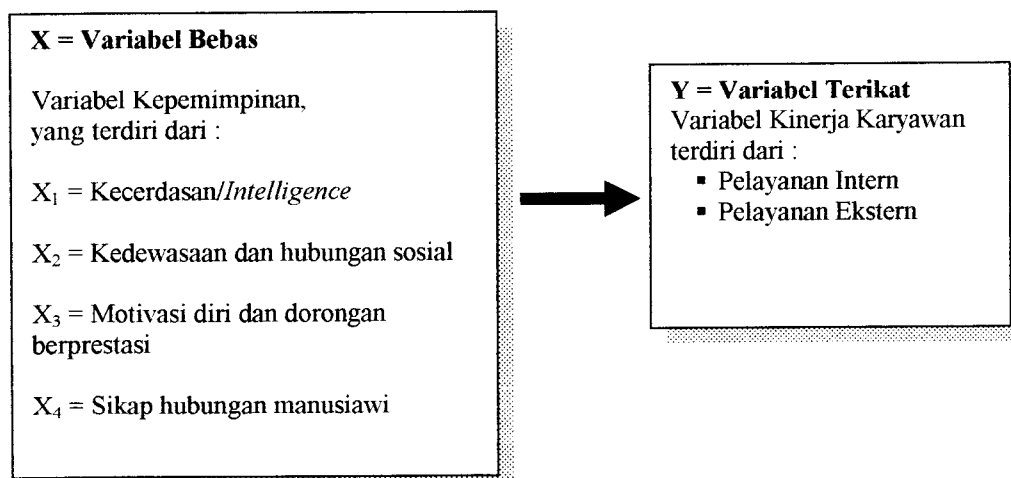 X = Variabel Bebas
Variabel Kepemimpinan,
yang terdiri dari :
X₁ = Kecerdasan/Intelligence
X₂ = Kedewasaan dan hubungan sosial
X₃ = Motivasi diri dan dorongan
berprestasi
X₄ = Sikap hubungan manusiawi
Y = Variabel Terikat
Variabel Kinerja Karyawan
terdiri dari :
▪ Pelayanan Intern
▪ Pelayanan Ekstern